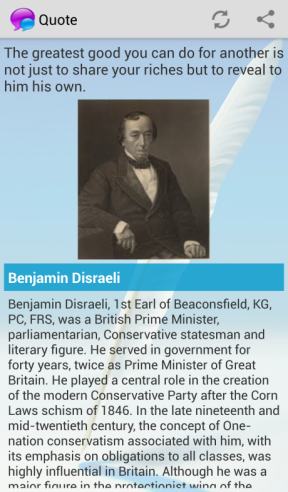 Quote
The greatest good you can do for another is
not just to share your riches but to reveal to
him his own.
Benjamin Disraeli
Benjamin Disraeli, 1st Earl of Beaconsfield, KG,
PC, FRS, was a British Prime Minister,
parliamentarian, Conservative statesman and
literary figure. He served in government for
forty years, twice as Prime Minister of Great
Britain. He played a central role in the creation
of the modern Conservative Party after the Corn
Laws schism of 1846. In the late nineteenth and
mid-twentieth century, the concept of One-
nation conservatism associated with him, with
its emphasis on obligations to all classes, was
highly influential in Britain. Although he was a
major figure in the protectionist wing of the